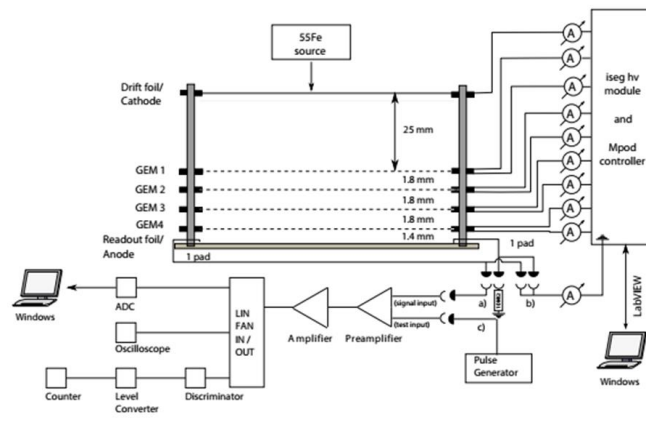 55Fe
source
Drift foil/
Cathode
25 mm
iseg hv
module
and
Mpod
controller
GEM 1
1.8 mm
GEM 2
1.8 mm
GEM 3
1.8 mm
GEM4
1.4 mm
Readout foil/
Anode
1 pad
1 pad
A
A
A
A
A
A
A
A
A
A
a)
b)
c)
(signal input)
(test input)
LabVIEW
Windows
ADC
Oscilloscope
LIN
FAN
IN /
OUT
Amplifier
Preamplifier
Pulse
Generator
Windows
Counter
Level
Converter
Discriminator